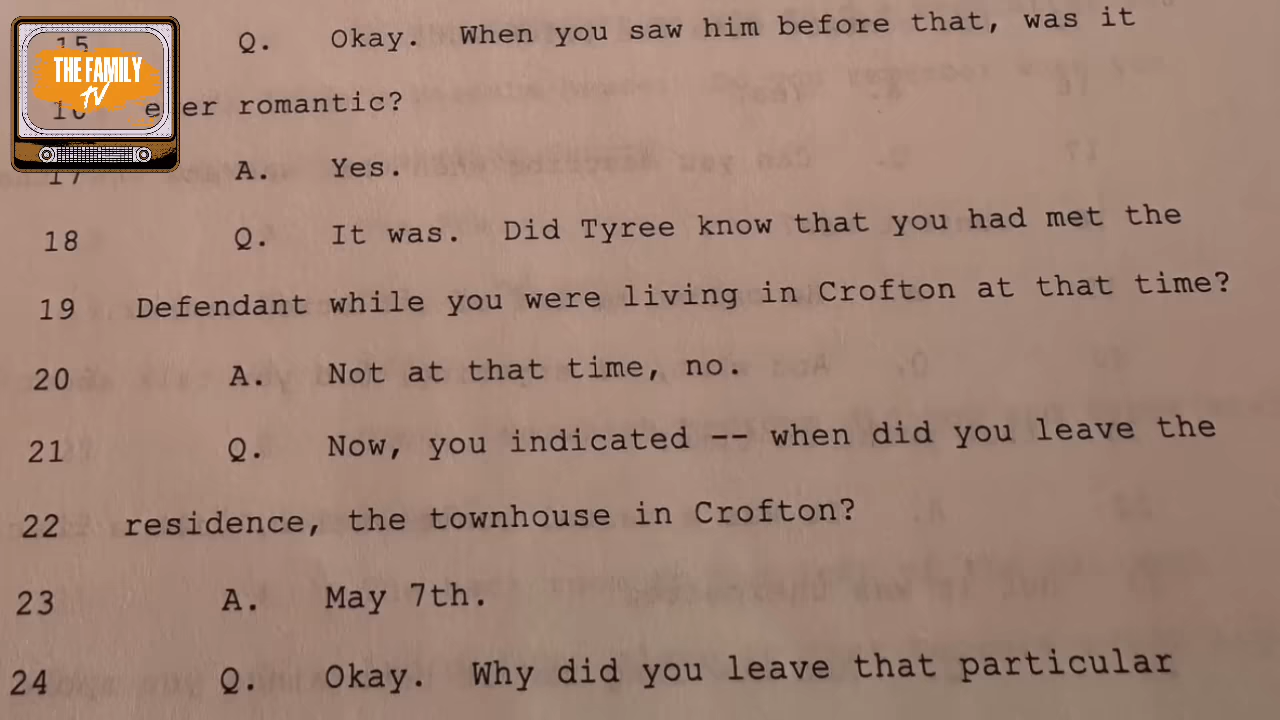 THE FAMILY
TV
15 Q. Okay. When you saw him before that, was it
16 ever romantic?
17 A. Yes.
18 Q. It was. Did Tyree know that you had met the
19 Defendant while you were living in Crofton at that time?
20 A. Not at that time, no.
21 Q. Now, you indicated -- when did you leave the
22 residence, the townhouse in Crofton?
23 A. May 7th.
24 Q. Okay. Why did you leave that particular